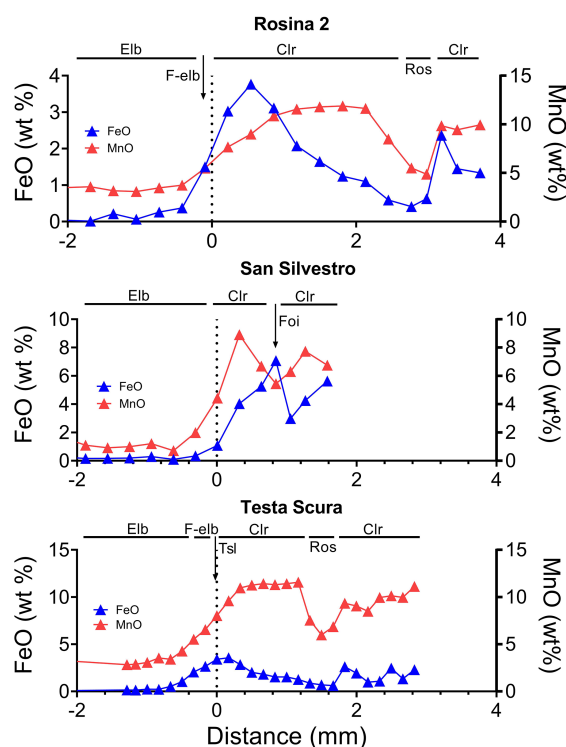 Rosina 2
Elb Clr Clr
F-elb Ros
4 15
3 10
2
1 5
0 0
FeO (wt %)
MnO (wt%)
FeO
MnO
-2 0 2 4
San Silvestro
Elb Clr Clr
Foi
10 10
8 8
6 6
4 4
2 2
0 0
FeO (wt %)
MnO (wt%)
FeO
MnO
-2 0 2 4
Testa Scura
Elb F-elb Clr Clr
Tsl Ros
15 15
10 10
5 5
0 0
FeO (wt %)
MnO (wt%)
FeO
MnO
-2 0 2 4
Distance (mm)